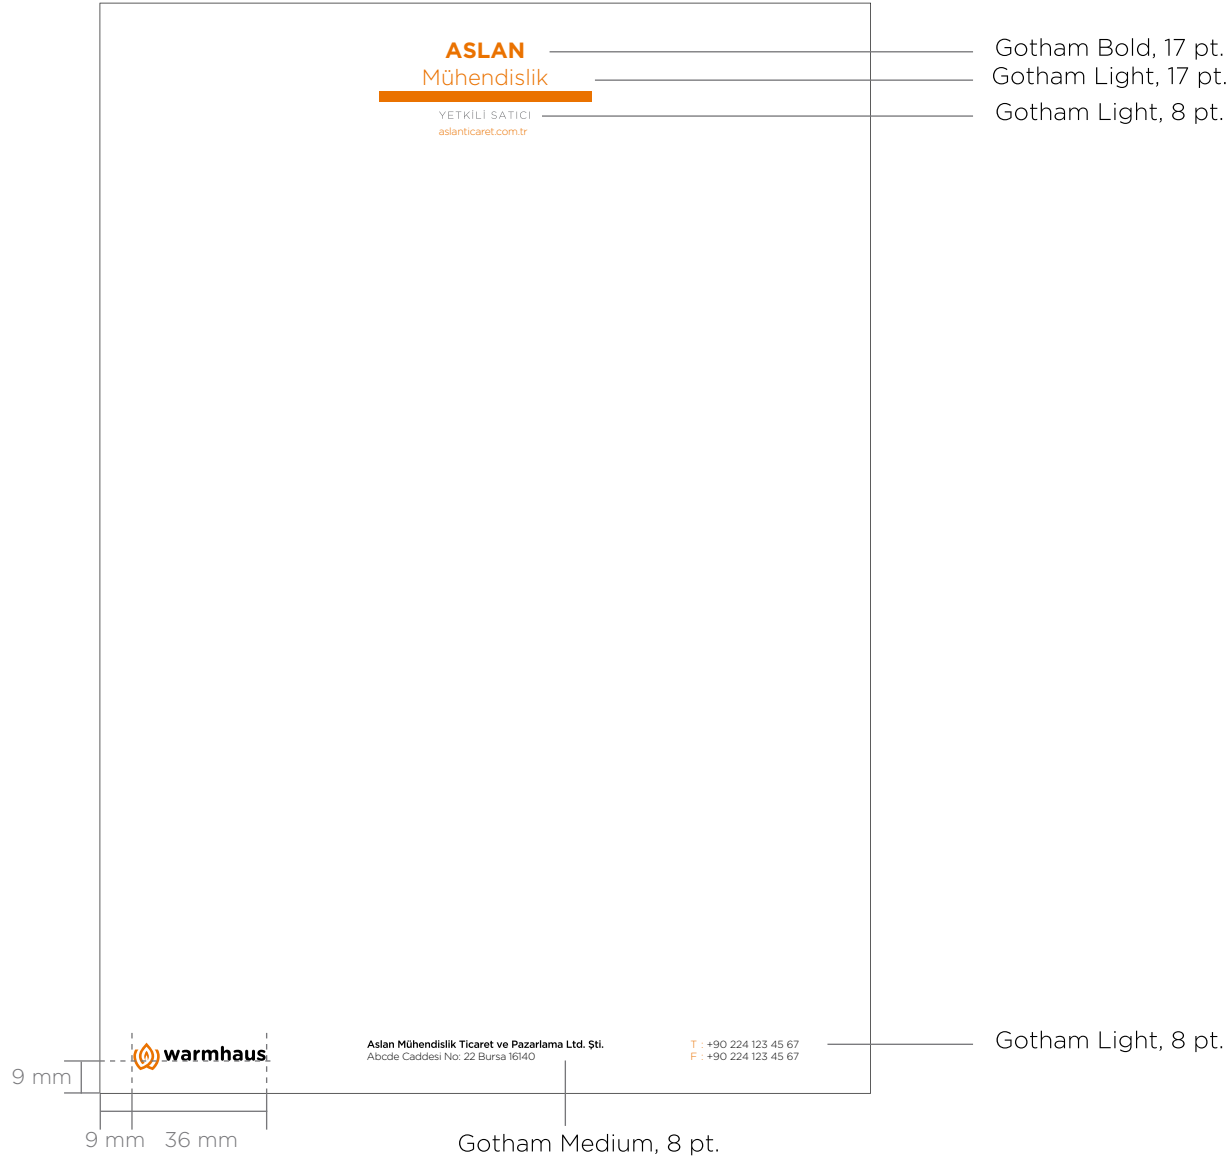 ASLAN
Gotham Bold, 17 pt.
Mühendislik
Gotham Light, 17 pt.
YETKİLİ SATICI
Gotham Light, 8 pt.
aslanticaret.com.tr
warmhaus
Aslan Mühendislik Ticaret ve Pazarlama Ltd. Şti.
Abcde Caddesi No: 22 Bursa 16140
T : +90 224 123 45 67
F : +90 224 123 45 67
Gotham Light, 8 pt.
9 mm
9 mm
36 mm
Gotham Medium, 8 pt.